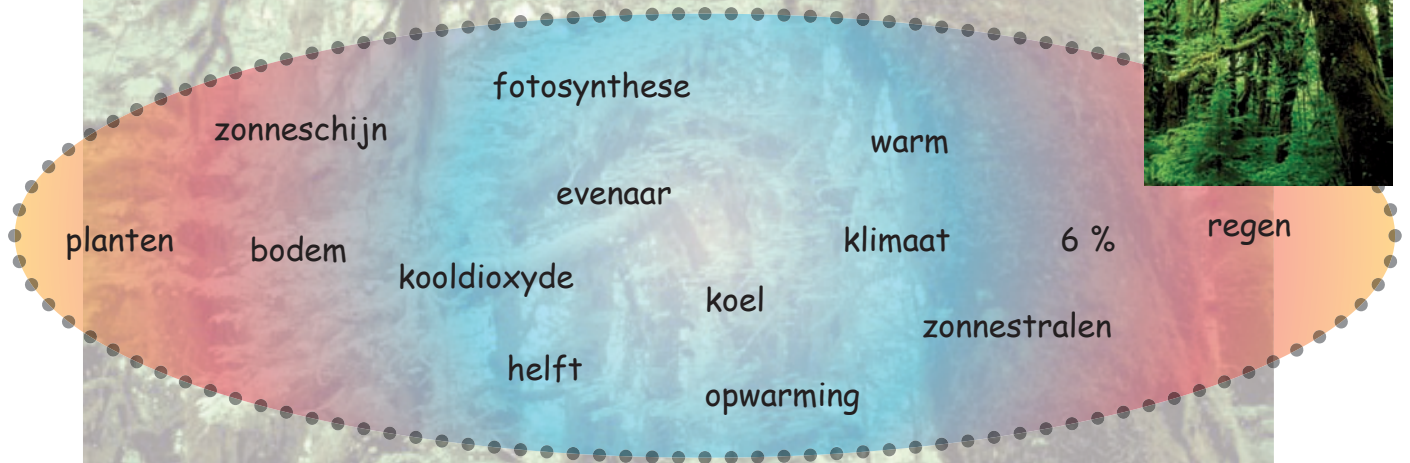 fotosynthese
zonneschijn
warm
evenaar
planten
bodem
klimaat
6 %
regen
kooldioxyde
koel
zonnestralen
helft
opwarming